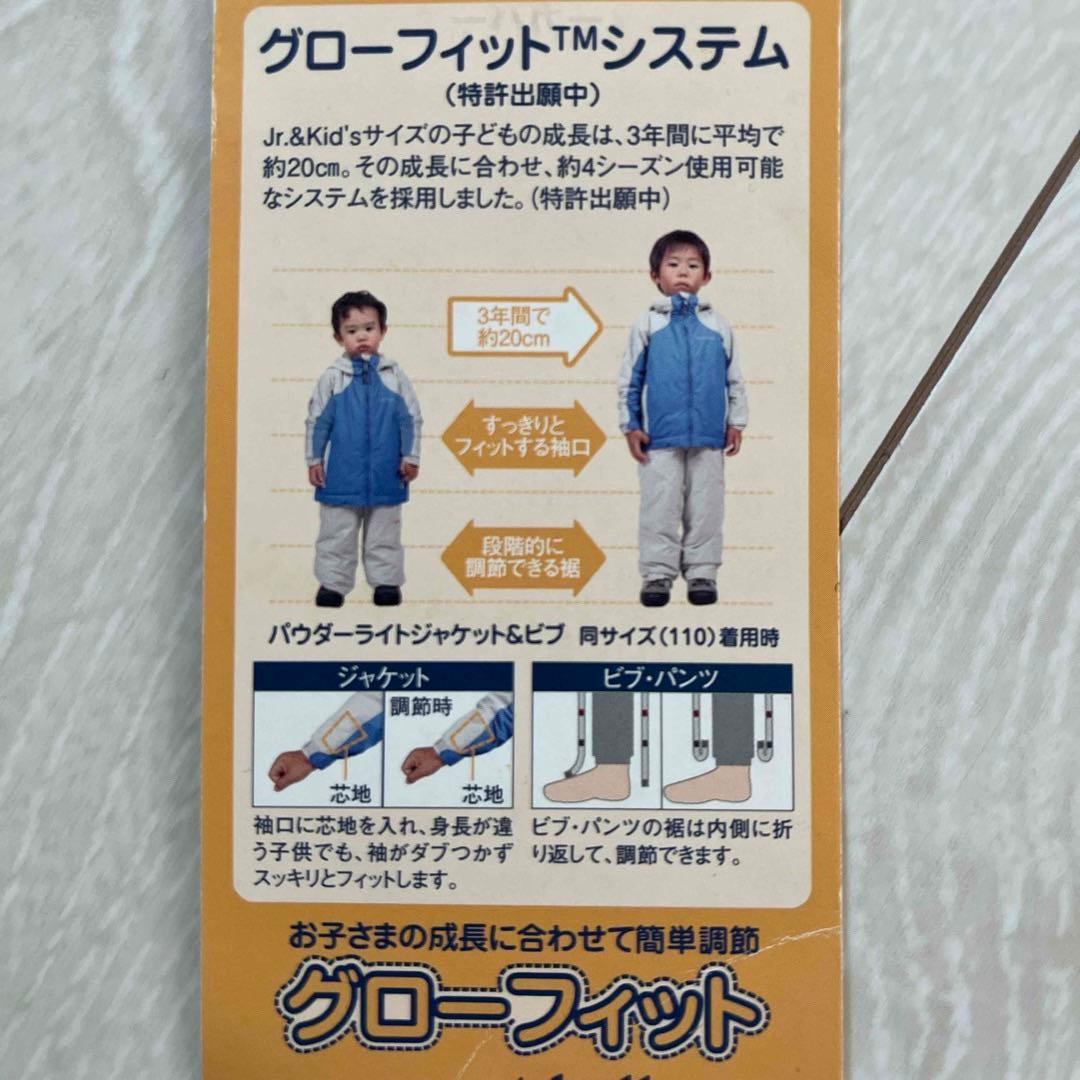 グローフィット™システム
(特許出願中)
Jr.&Kid'sサイズの子どもの成長は、3年間に平均で
約20cm。その成長に合わせ、約4シーズン使用可能
なシステムを採用しました。(特許出願中)
3年間で
約20cm
すっきりと
フィットする袖口
段階的に
調節できる裾
パウダーライトジャケット&ビブ 同サイズ(110)着用時
ジャケット
調節時
芯地
芯地
袖口に芯地を入れ、身長が違
う子供でも、袖がダブつかず
スッキリとフィットします。
ビブ・パンツ
ビブ・パンツの裾は内側に折
り返して、調節できます。
お子さまの成長に合わせて簡単調節
グローフィット